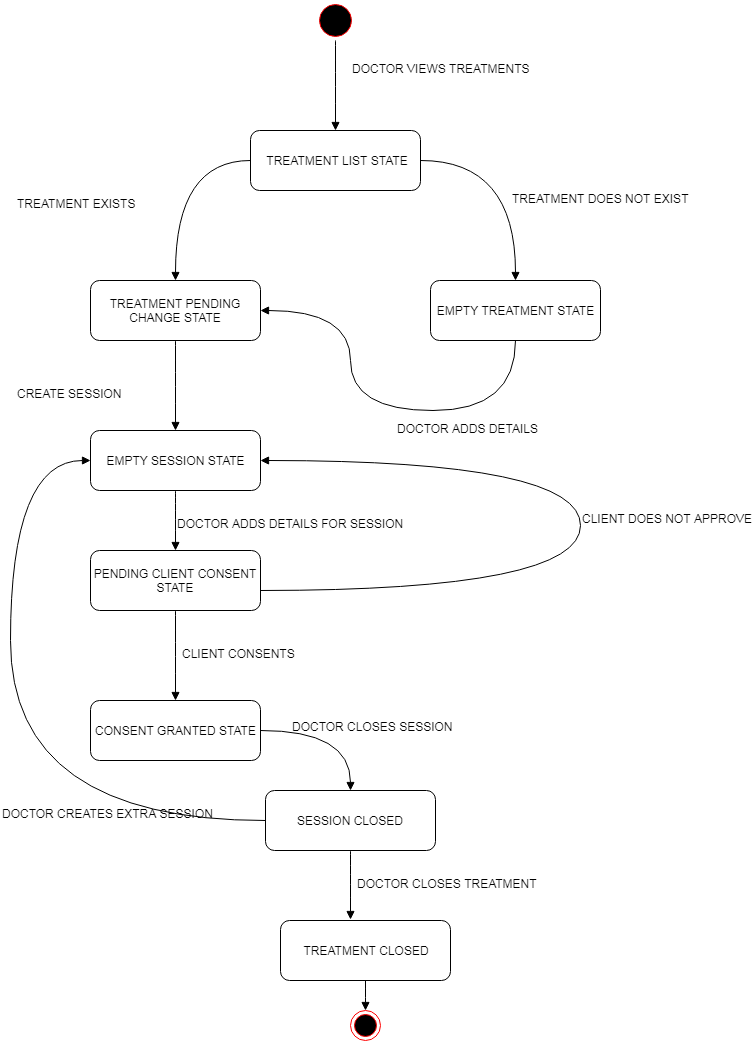 DOCTOR VIEWS TREATMENTS
TREATMENT LIST STATE
TREATMENT EXISTS
TREATMENT DOES NOT EXIST
TREATMENT PENDING
CHANGE STATE
EMPTY TREATMENT STATE
CREATE SESSION
DOCTOR ADDS DETAILS
EMPTY SESSION STATE
DOCTOR ADDS DETAILS FOR SESSION
CLIENT DOES NOT APPROVE
PENDING CLIENT CONSENT
STATE
CLIENT CONSENTS
CONSENT GRANTED STATE
DOCTOR CLOSES SESSION
DOCTOR CREATES EXTRA SESSION
SESSION CLOSED
DOCTOR CLOSES TREATMENT
TREATMENT CLOSED